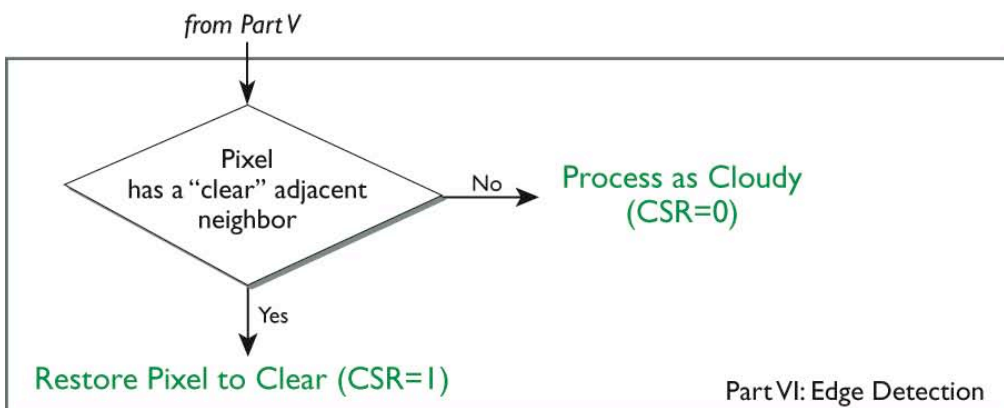 from Part V
Pixel
has a “clear” adjacent
neighbor
No
Process as Cloudy
(CSR=0)
Yes
Restore Pixel to Clear (CSR=1)
Part VI: Edge Detection